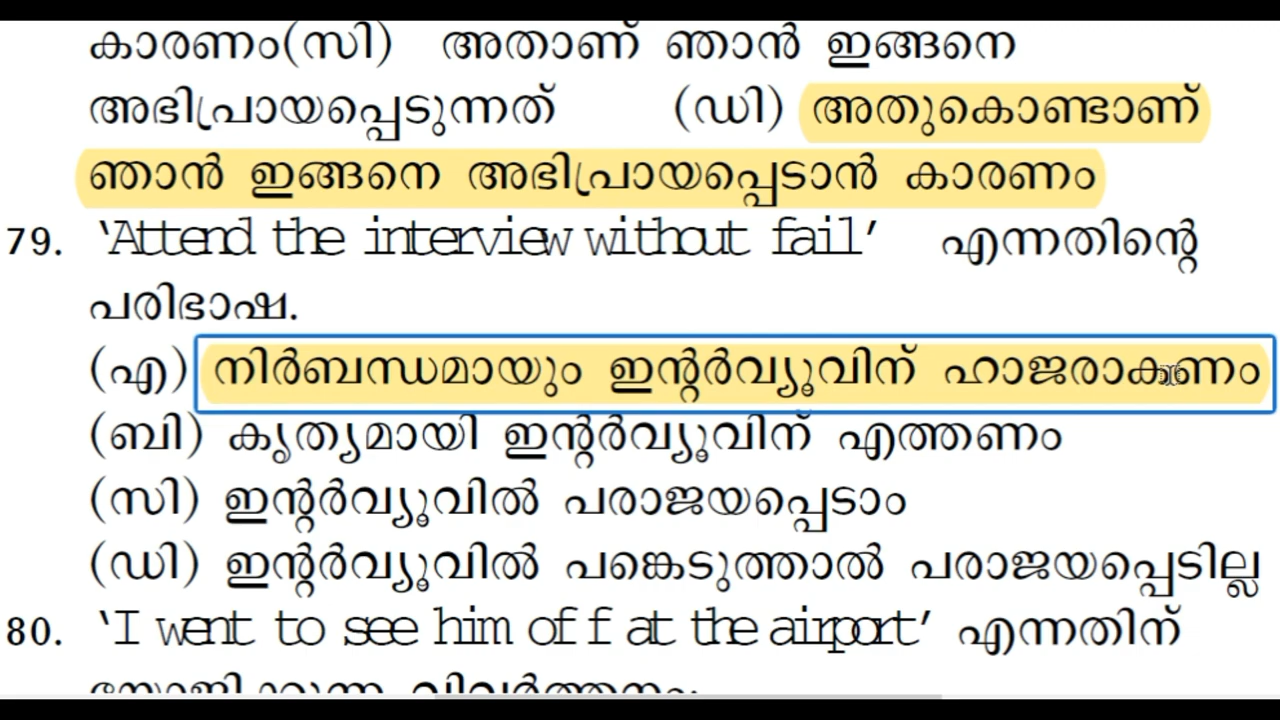 കാരണം(സി) അതാണ് ഞാൻ ഇങ്ങനെ
അഭിപ്രായപ്പെടുന്നത് (ഡി) അതുകൊണ്ടാണ്
ഞാൻ ഇങ്ങനെ അഭിപ്രായപ്പെടാൻ കാരണം
79. ‘Attend the interview without fail’ എന്നതിന്റെ
പരിഭാഷ.
(എ) നിർബന്ധമായും ഇന്റർവ്യൂവിന് ഹാജരാകണം
(ബി) കൃത്യമായി ഇന്റർവ്യൂവിന് എത്തണം
(സി) ഇന്റർവ്യൂവിൽ പരാജയപ്പെടാം
(ഡി) ഇന്റർവ്യൂവിൽ പങ്കെടുത്താൽ പരാജയപ്പെടില്ല
80. ‘I went to see him off at the airport’ എന്നതിന്
യോജിക്കുന്ന വിവർത്തനം: